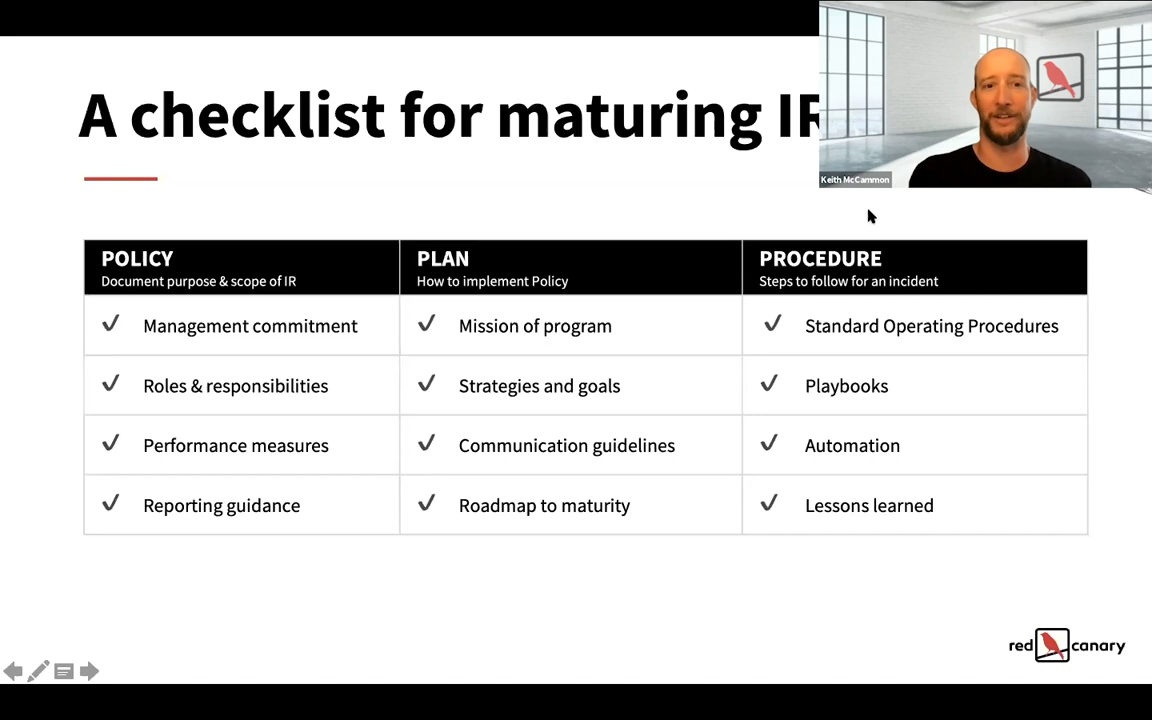 A checklist for maturing IR
Keith McCammon
POLICY
Document purpose & scope of IR
PLAN
How to implement Policy
PROCEDURE
Steps to follow for an incident
✓ Management commitment
✓ Mission of program
✓ Standard Operating Procedures
✓ Roles & responsibilities
✓ Strategies and goals
✓ Playbooks
✓ Performance measures
✓ Communication guidelines
✓ Automation
✓ Reporting guidance
✓ Roadmap to maturity
✓ Lessons learned
red canary